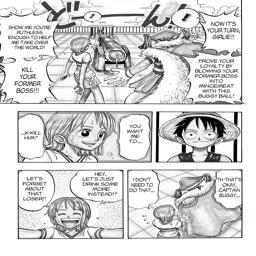 ド
ー
ん
NOW IT'S
YOUR TURN,
GIRLIE!!
PROVE YOUR
LOYALTY BY
BLOWING YOUR
FORMER BOSS
INTO
MINCEMEAT
WITH THIS
BUGGY BALL!
SHOW ME YOU'RE
RUTHLESS
ENOUGH TO HELP
ME TAKE OVER
THE WORLD!
KILL
YOUR
FORMER
BOSS!!!
YOU
WANT
ME
TO...
...KILL
HIM?
TH-THAT'S
OKAY,
CAPTAIN
BUGGY...
I DON'T
NEED TO
DO THAT...
HEY,
LET'S JUST
DRINK SOME
MORE
INSTEAD!?
LET'S
FORGET
ABOUT
THAT
LOSER!!